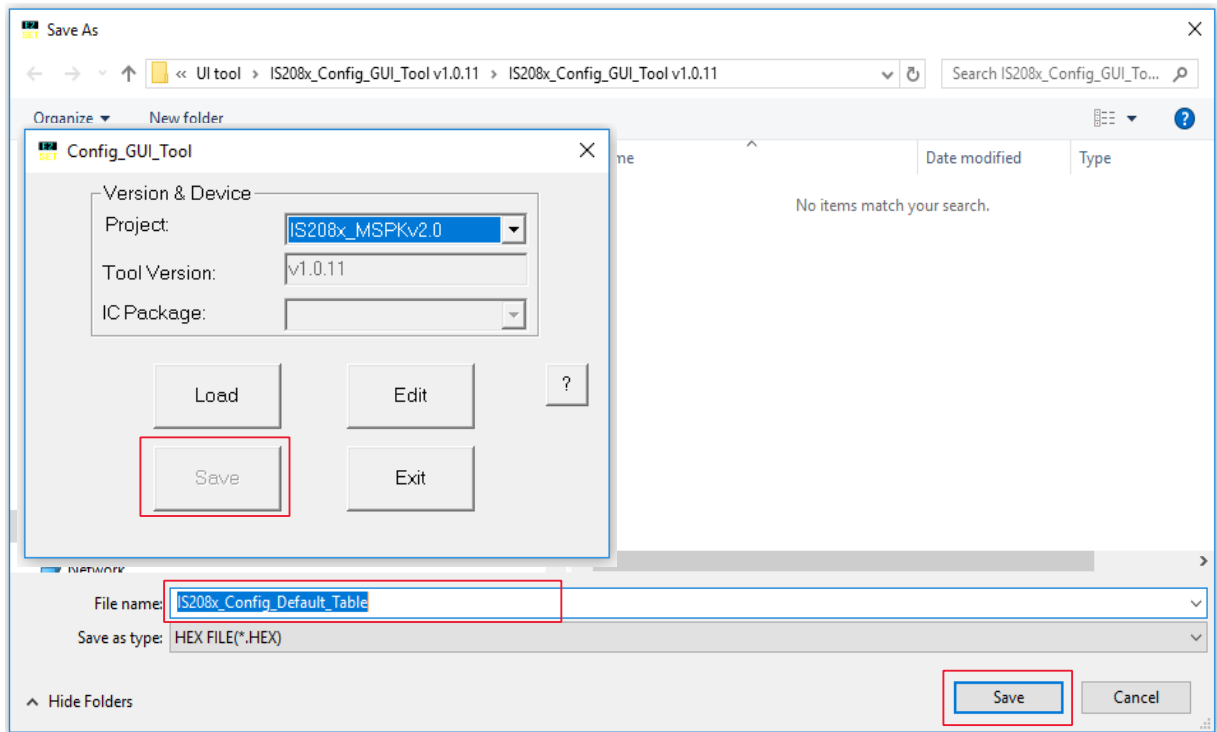 Save As
« UI tool > IS208x_Config_GUI_Tool v1.0.11 > IS208x_Config_GUI_Tool v1.0.11
Search IS208x_Config_GUI_To...
Organize New folder
Config_GUI_Tool
me Date modified Type
No items match your search.
Version & Device
Project: IS208x_MSPKv2.0
Tool Version: v1.0.11
IC Package:
Load Edit ?
Save Exit
Network
File name: IS208x_Config_Default_Table
Save as type: HEX FILE(*.HEX)
Hide Folders Save Cancel